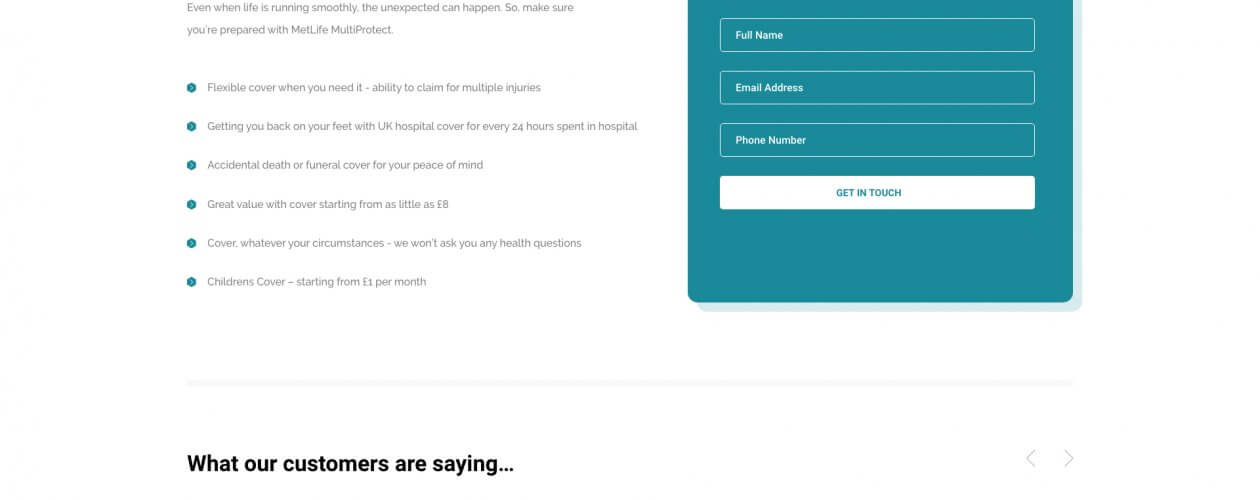 Even when life is running smoothly, the unexpected can happen. So, make sure
you're prepared with MetLife MultiProtect.
Flexible cover when you need it - ability to claim for multiple injuries
Getting you back on your feet with UK hospital cover for every 24 hours spent in hospital
Accidental death or funeral cover for your peace of mind
Great value with cover starting from as little as £8
Cover, whatever your circumstances - we won't ask you any health questions
Childrens Cover – starting from £1 per month
Full Name
Email Address
Phone Number
GET IN TOUCH
What our customers are saying...